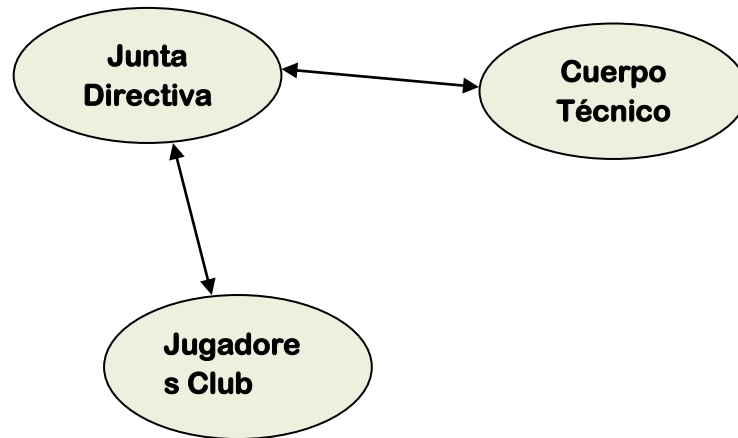 Junta
Directiva
Cuerpo
Técnico
Jugadore
s Club